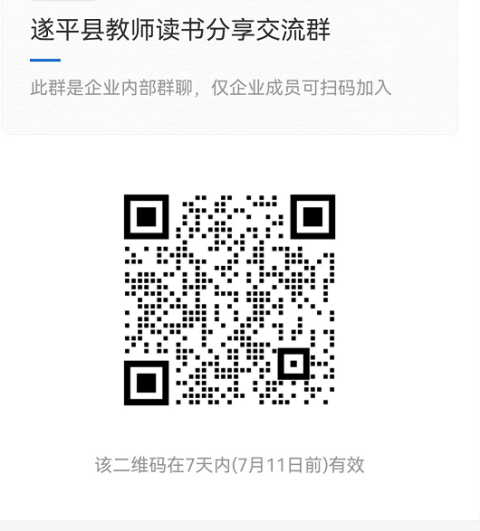 遂平县教师读书分享交流群
此群是企业内部群聊，仅企业成员可扫码加入
该二维码在7天内(7月11日前)有效